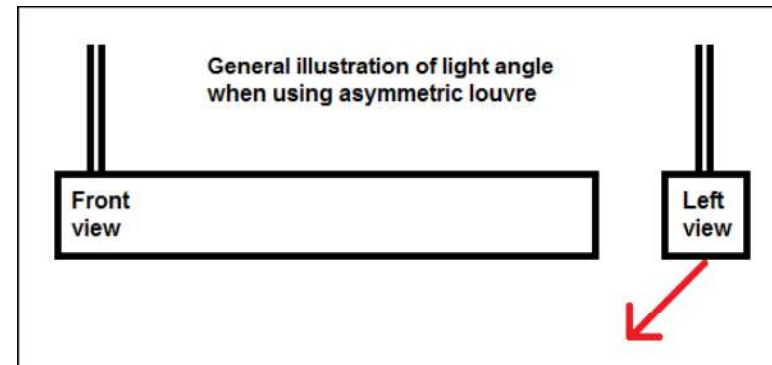 General illustration of light angle
when using asymmetric louvre
Front
view
Left
view